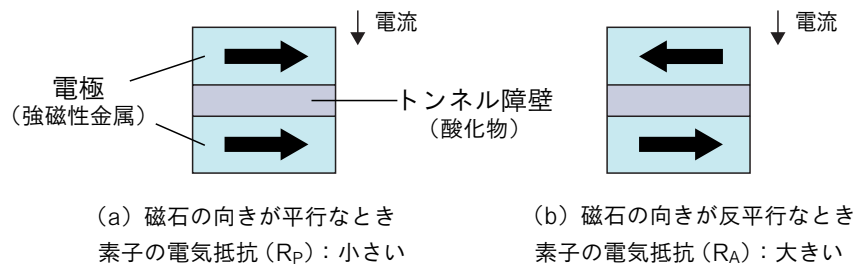 電流
電流
電極
（強磁性金属）
トンネル障壁
（酸化物）
（a）磁石の向きが平行なとき
素子の電気抵抗（RP）：小さい
（b）磁石の向きが反平行なとき
素子の電気抵抗（RA）：大きい